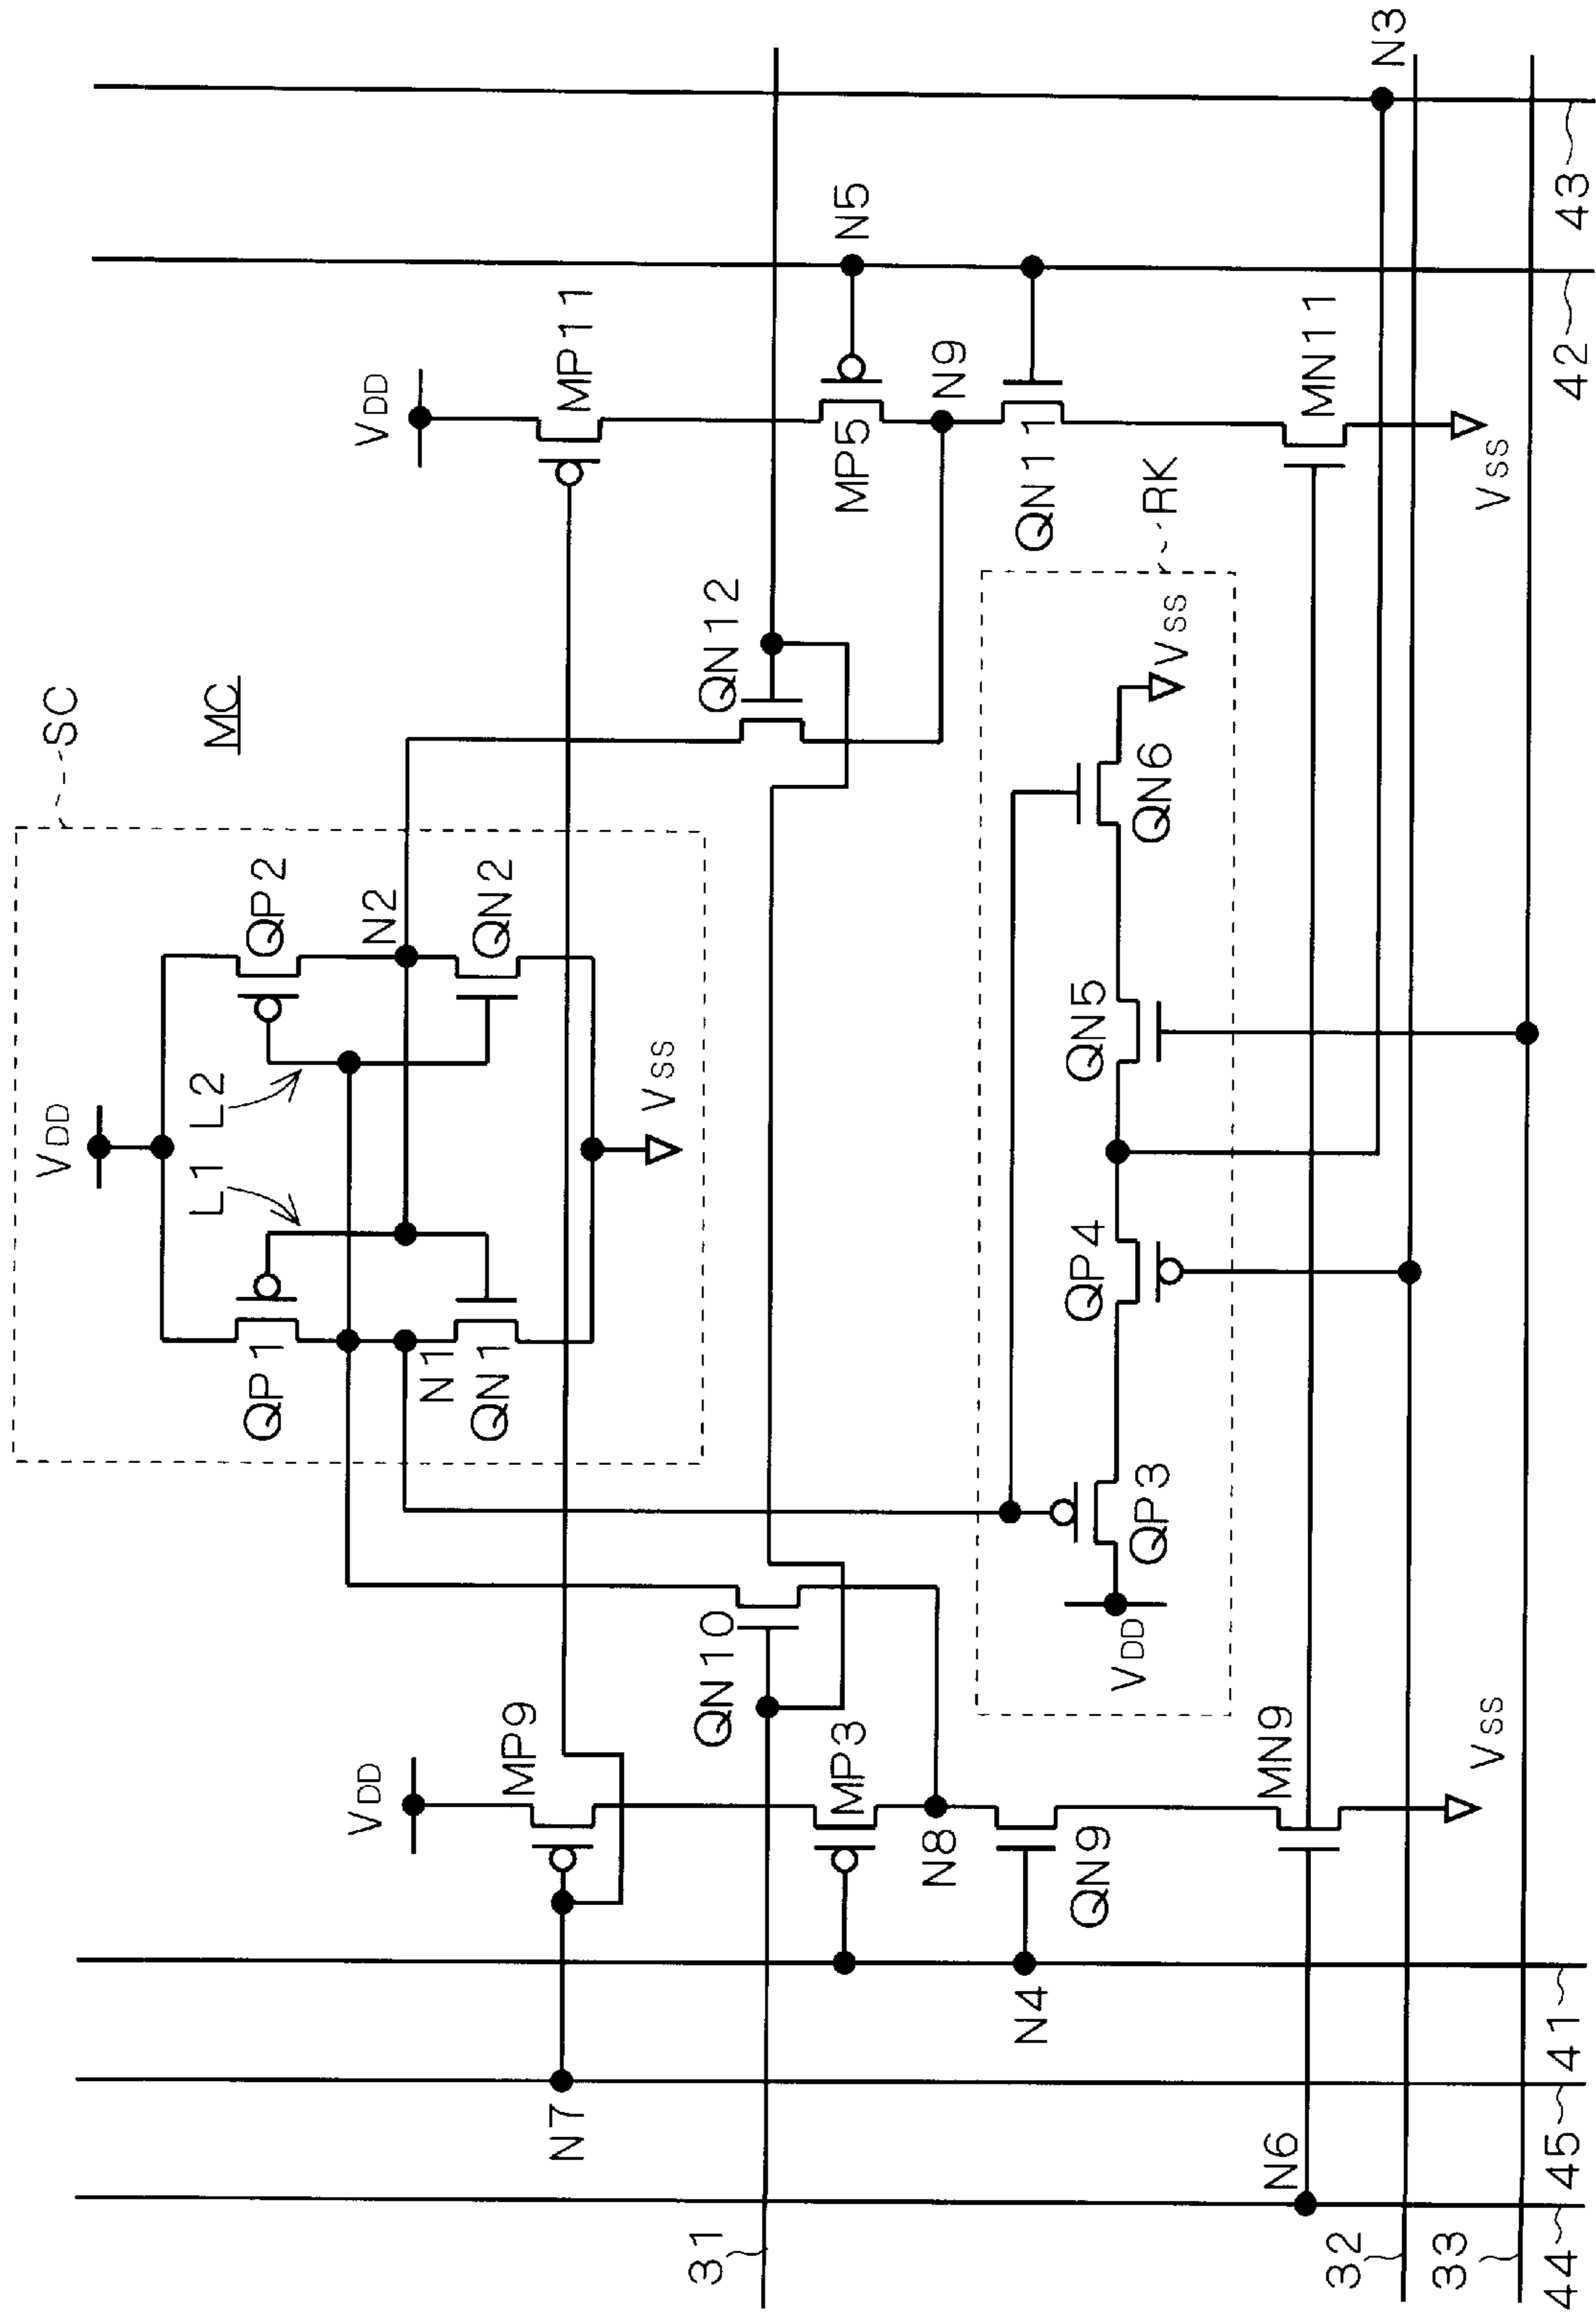 SC
MC
VDD
L1
L2
QP1
QP2
N1
N2
QN1
QN2
VSS
VDD
MP9
VDD
MP11
N7
31
QN10
QN12
MP3
N8
QN9
N4
MP5
N5
N9
QN11
RK
VDD
QP3
QP4
QN5
QN6
VSS
N6
MN9
VSS
MN11
VSS
N3
32
33
44
45
41
42
43